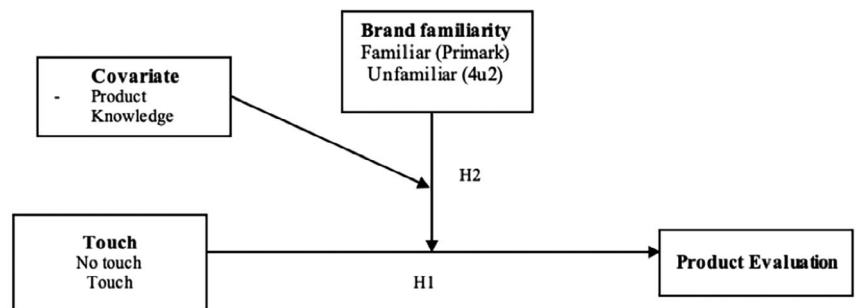 Brand familiarity
Familiar (Primark)
Unfamiliar (4u2)
Covariate
- Product
Knowledge
H2
Touch
No touch
Touch
H1
Product Evaluation